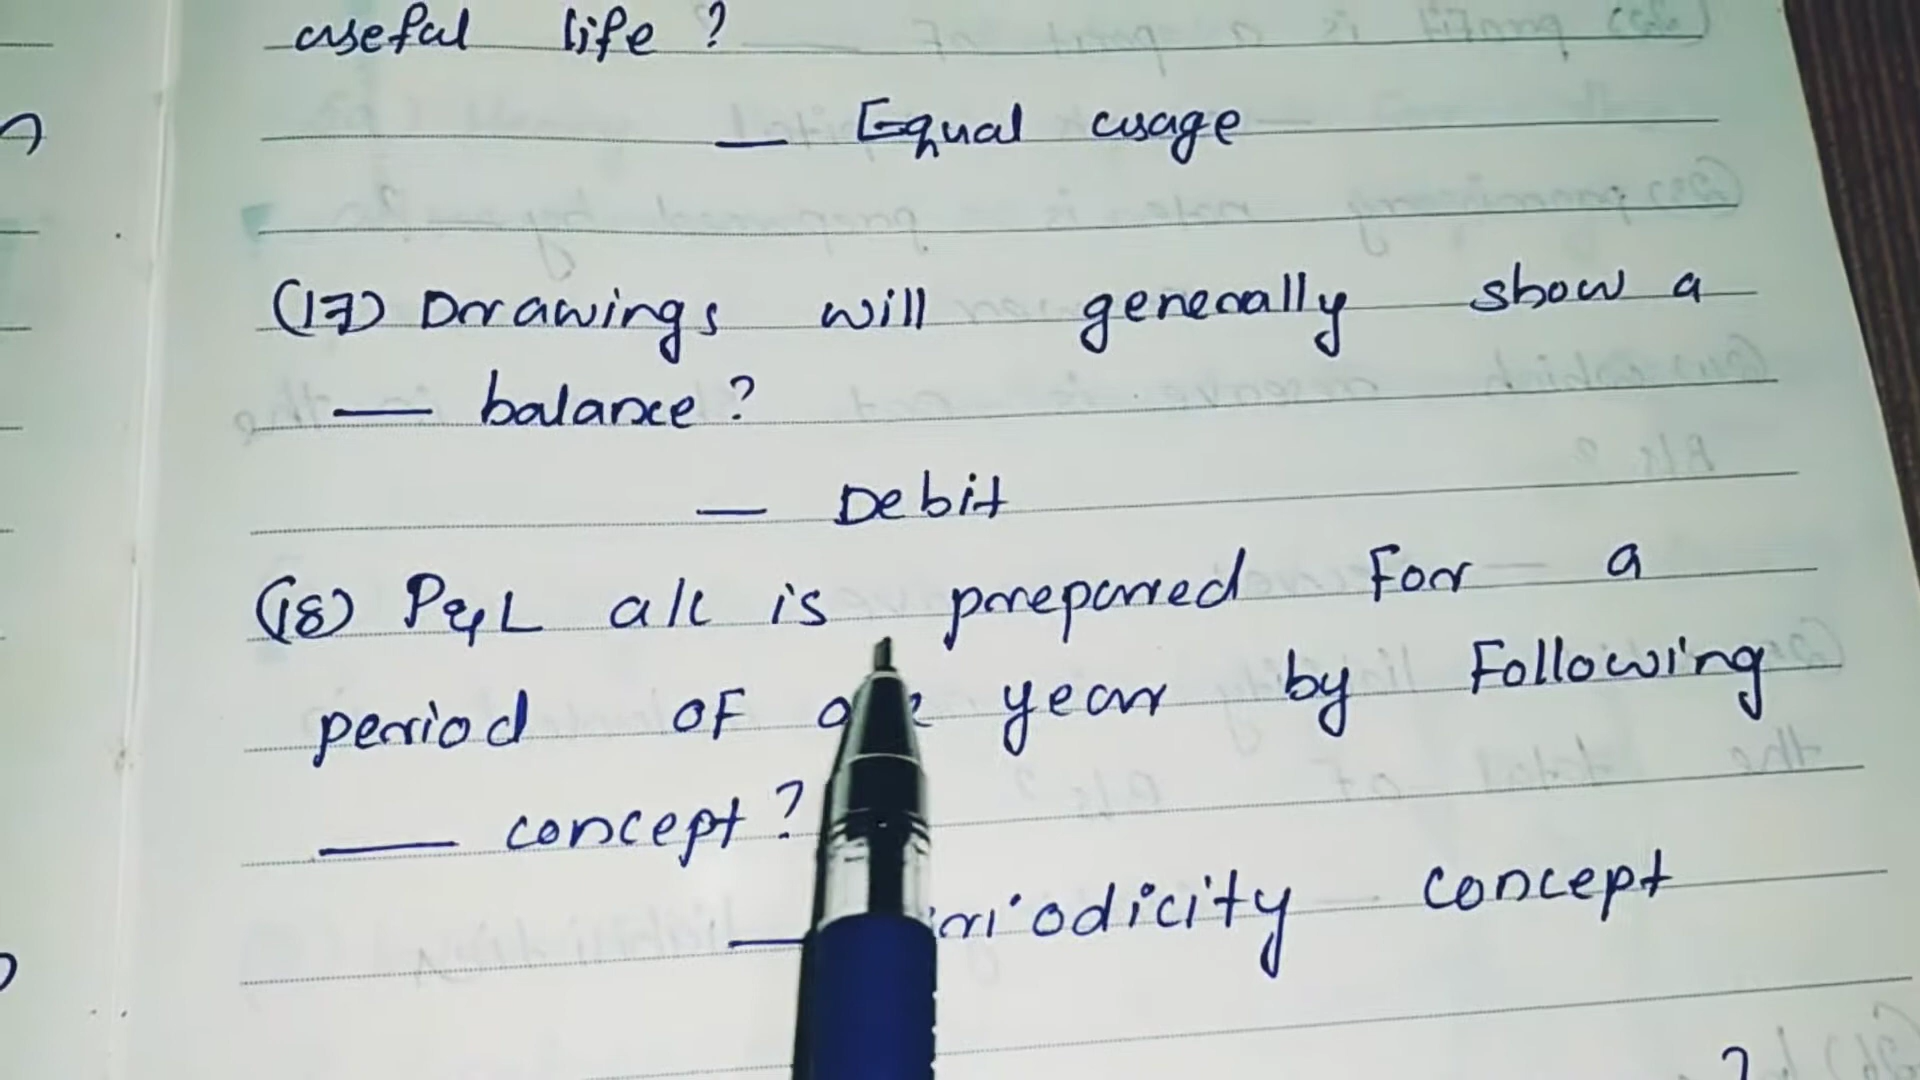 useful life ?
— Equal usage
(17) Drawings will generally show a
— balance ?
— Debit
(18) P&L a/c is prepared For a
period of year by Following
— concept ?
— concept